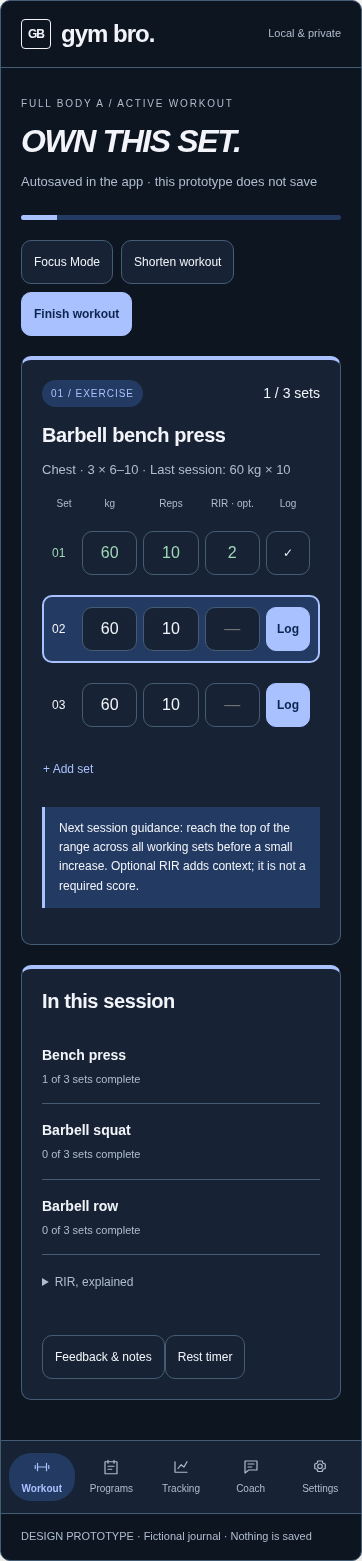 GB gym bro. Local & private
FULL BODY A / ACTIVE WORKOUT
OWN THIS SET.
Autosaved in the app · this prototype does not save
Focus Mode Shorten workout
Finish workout
01 / EXERCISE 1 / 3 sets
Barbell bench press
Chest · 3 × 6–10 · Last session: 60 kg × 10
Set kg Reps RIR · opt. Log
01 60 10 2 ✓
02 60 10 — Log
03 60 10 — Log
+ Add set
Next session guidance: reach the top of the
range across all working sets before a small
increase. Optional RIR adds context; it is not a
required score.
In this session
Bench press
1 of 3 sets complete
Barbell squat
0 of 3 sets complete
Barbell row
0 of 3 sets complete
▶ RIR, explained
Feedback & notes Rest timer
Workout Programs Tracking Coach Settings
DESIGN PROTOTYPE · Fictional journal · Nothing is saved